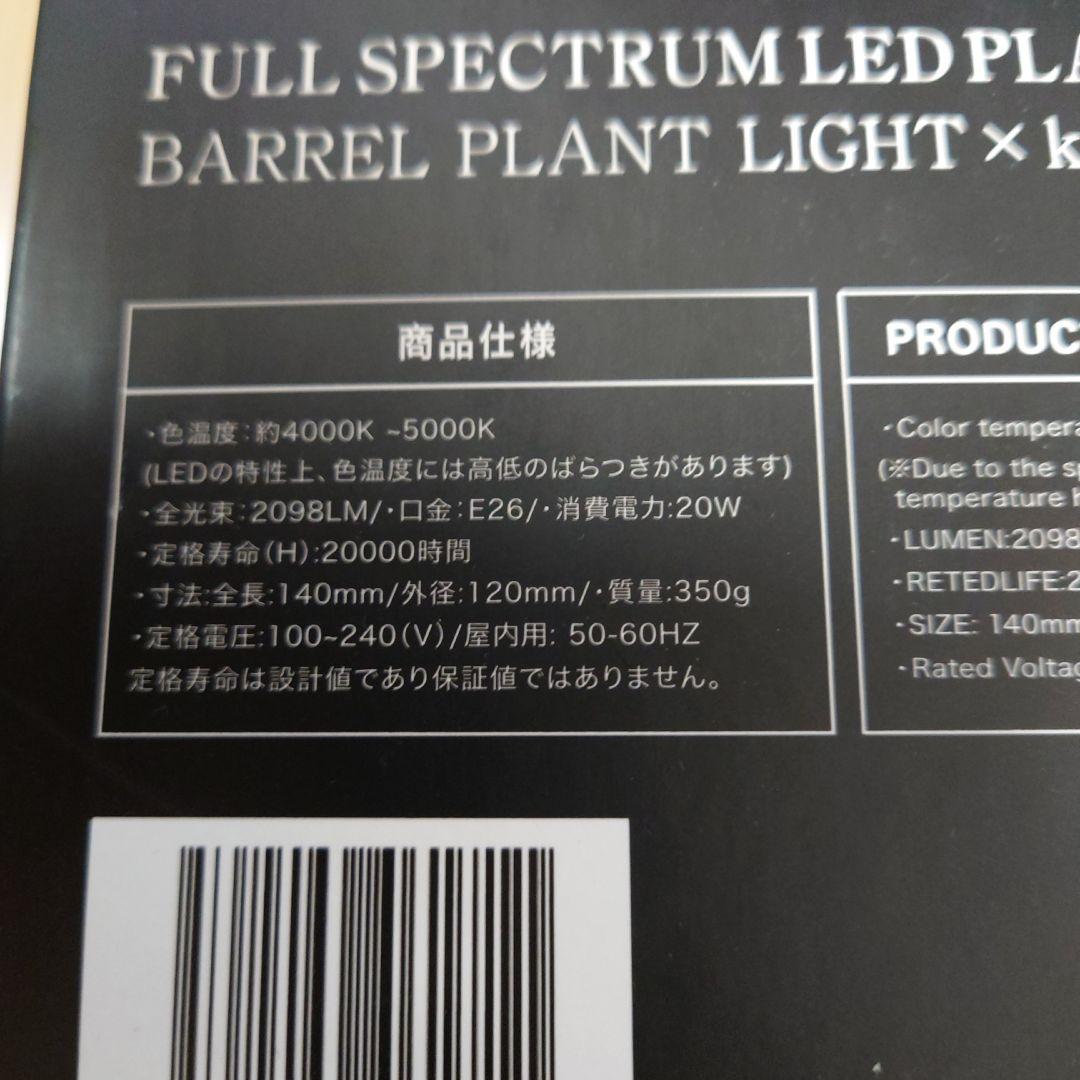 FULL SPECTRUM LED PLA
BARREL PLANT LIGHT × k
商品仕様
・色温度:約4000K ~5000K
(LEDの特性上、色温度には高低のばらつきがあります)
・全光束:2098LM/・口金:E26/・消費電力:20W
・定格寿命(H):20000時間
・寸法:全長:140mm/外径:120mm/・質量:350g
・定格電圧:100~240(V)/屋内用: 50-60HZ
定格寿命は設計値であり保証値ではありません。
PRODUC
・Color tempera
(※Due to the sp
temperature h
・LUMEN:2098
・RETEDLIFE:2
・SIZE: 140mm
・Rated Voltag